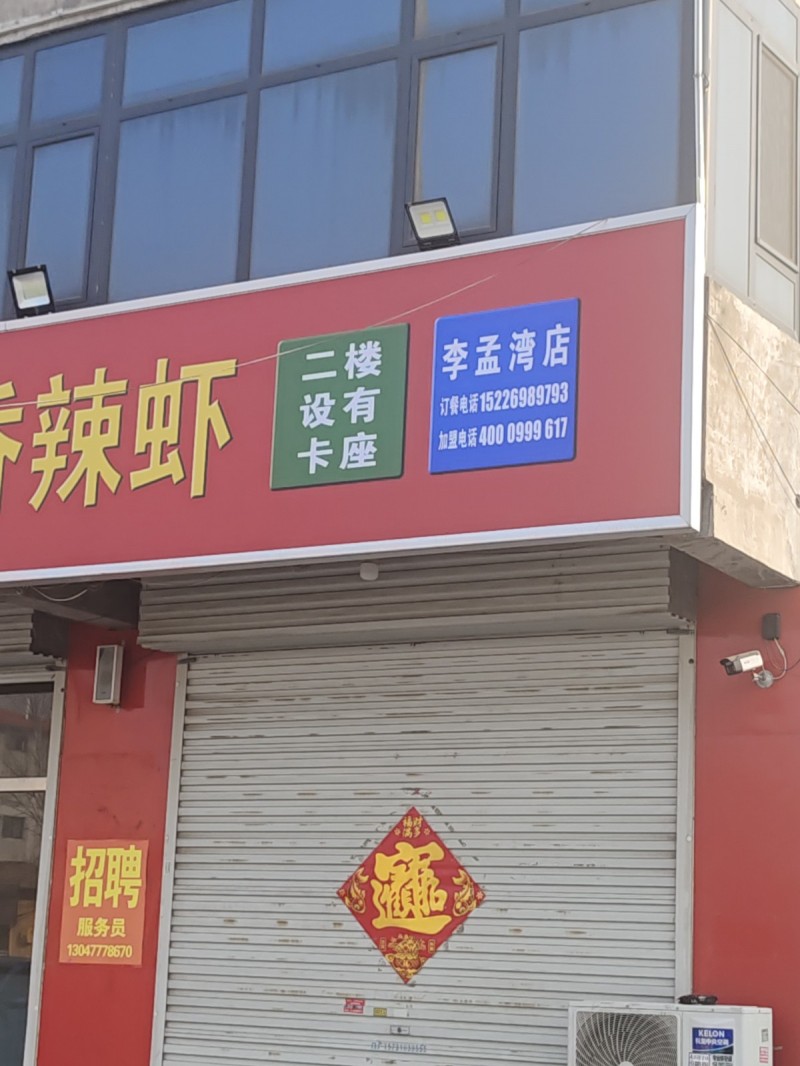 香辣虾
二楼
设有
卡座
李孟湾店
订餐电话15226989793
加盟电话400 0999 617
招聘
服务员
13047778670
KELON